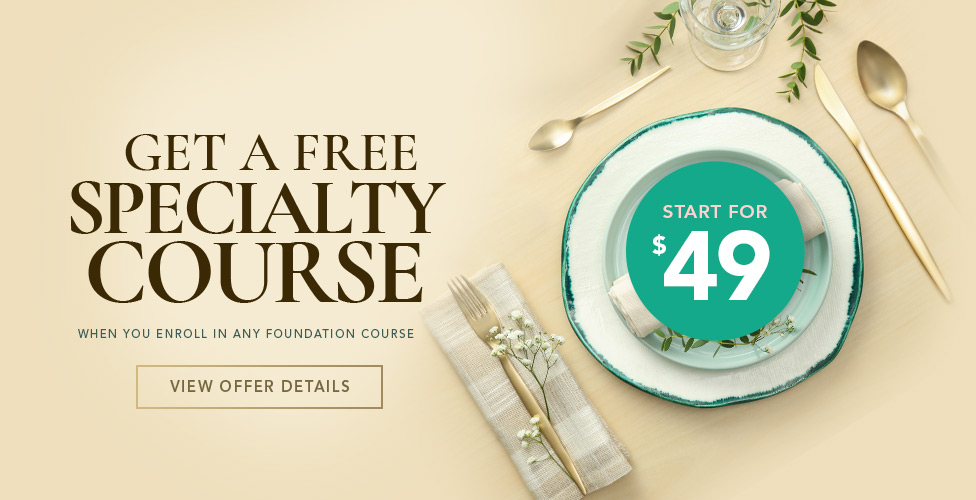 GET A FREE
SPECIALTY
COURSE
WHEN YOU ENROLL IN ANY FOUNDATION COURSE
VIEW OFFER DETAILS
START FOR
$49